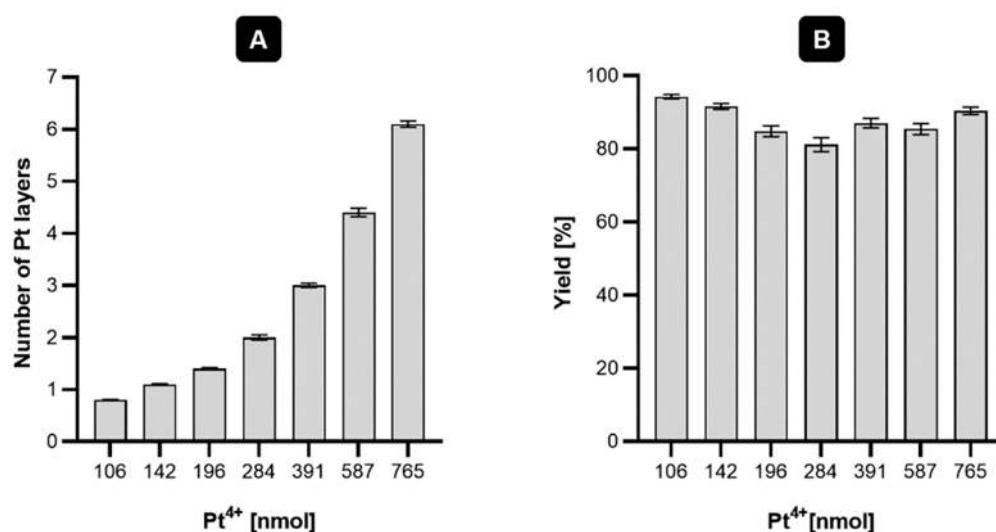 A
Number of Pt layers
7
6
5
4
3
2
1
0
106 142 196 284 391 587 765
Pt⁴⁺ [nmol]
B
Yield [%]
100
80
60
40
20
0
106 142 196 284 391 587 765
Pt⁴⁺ [nmol]